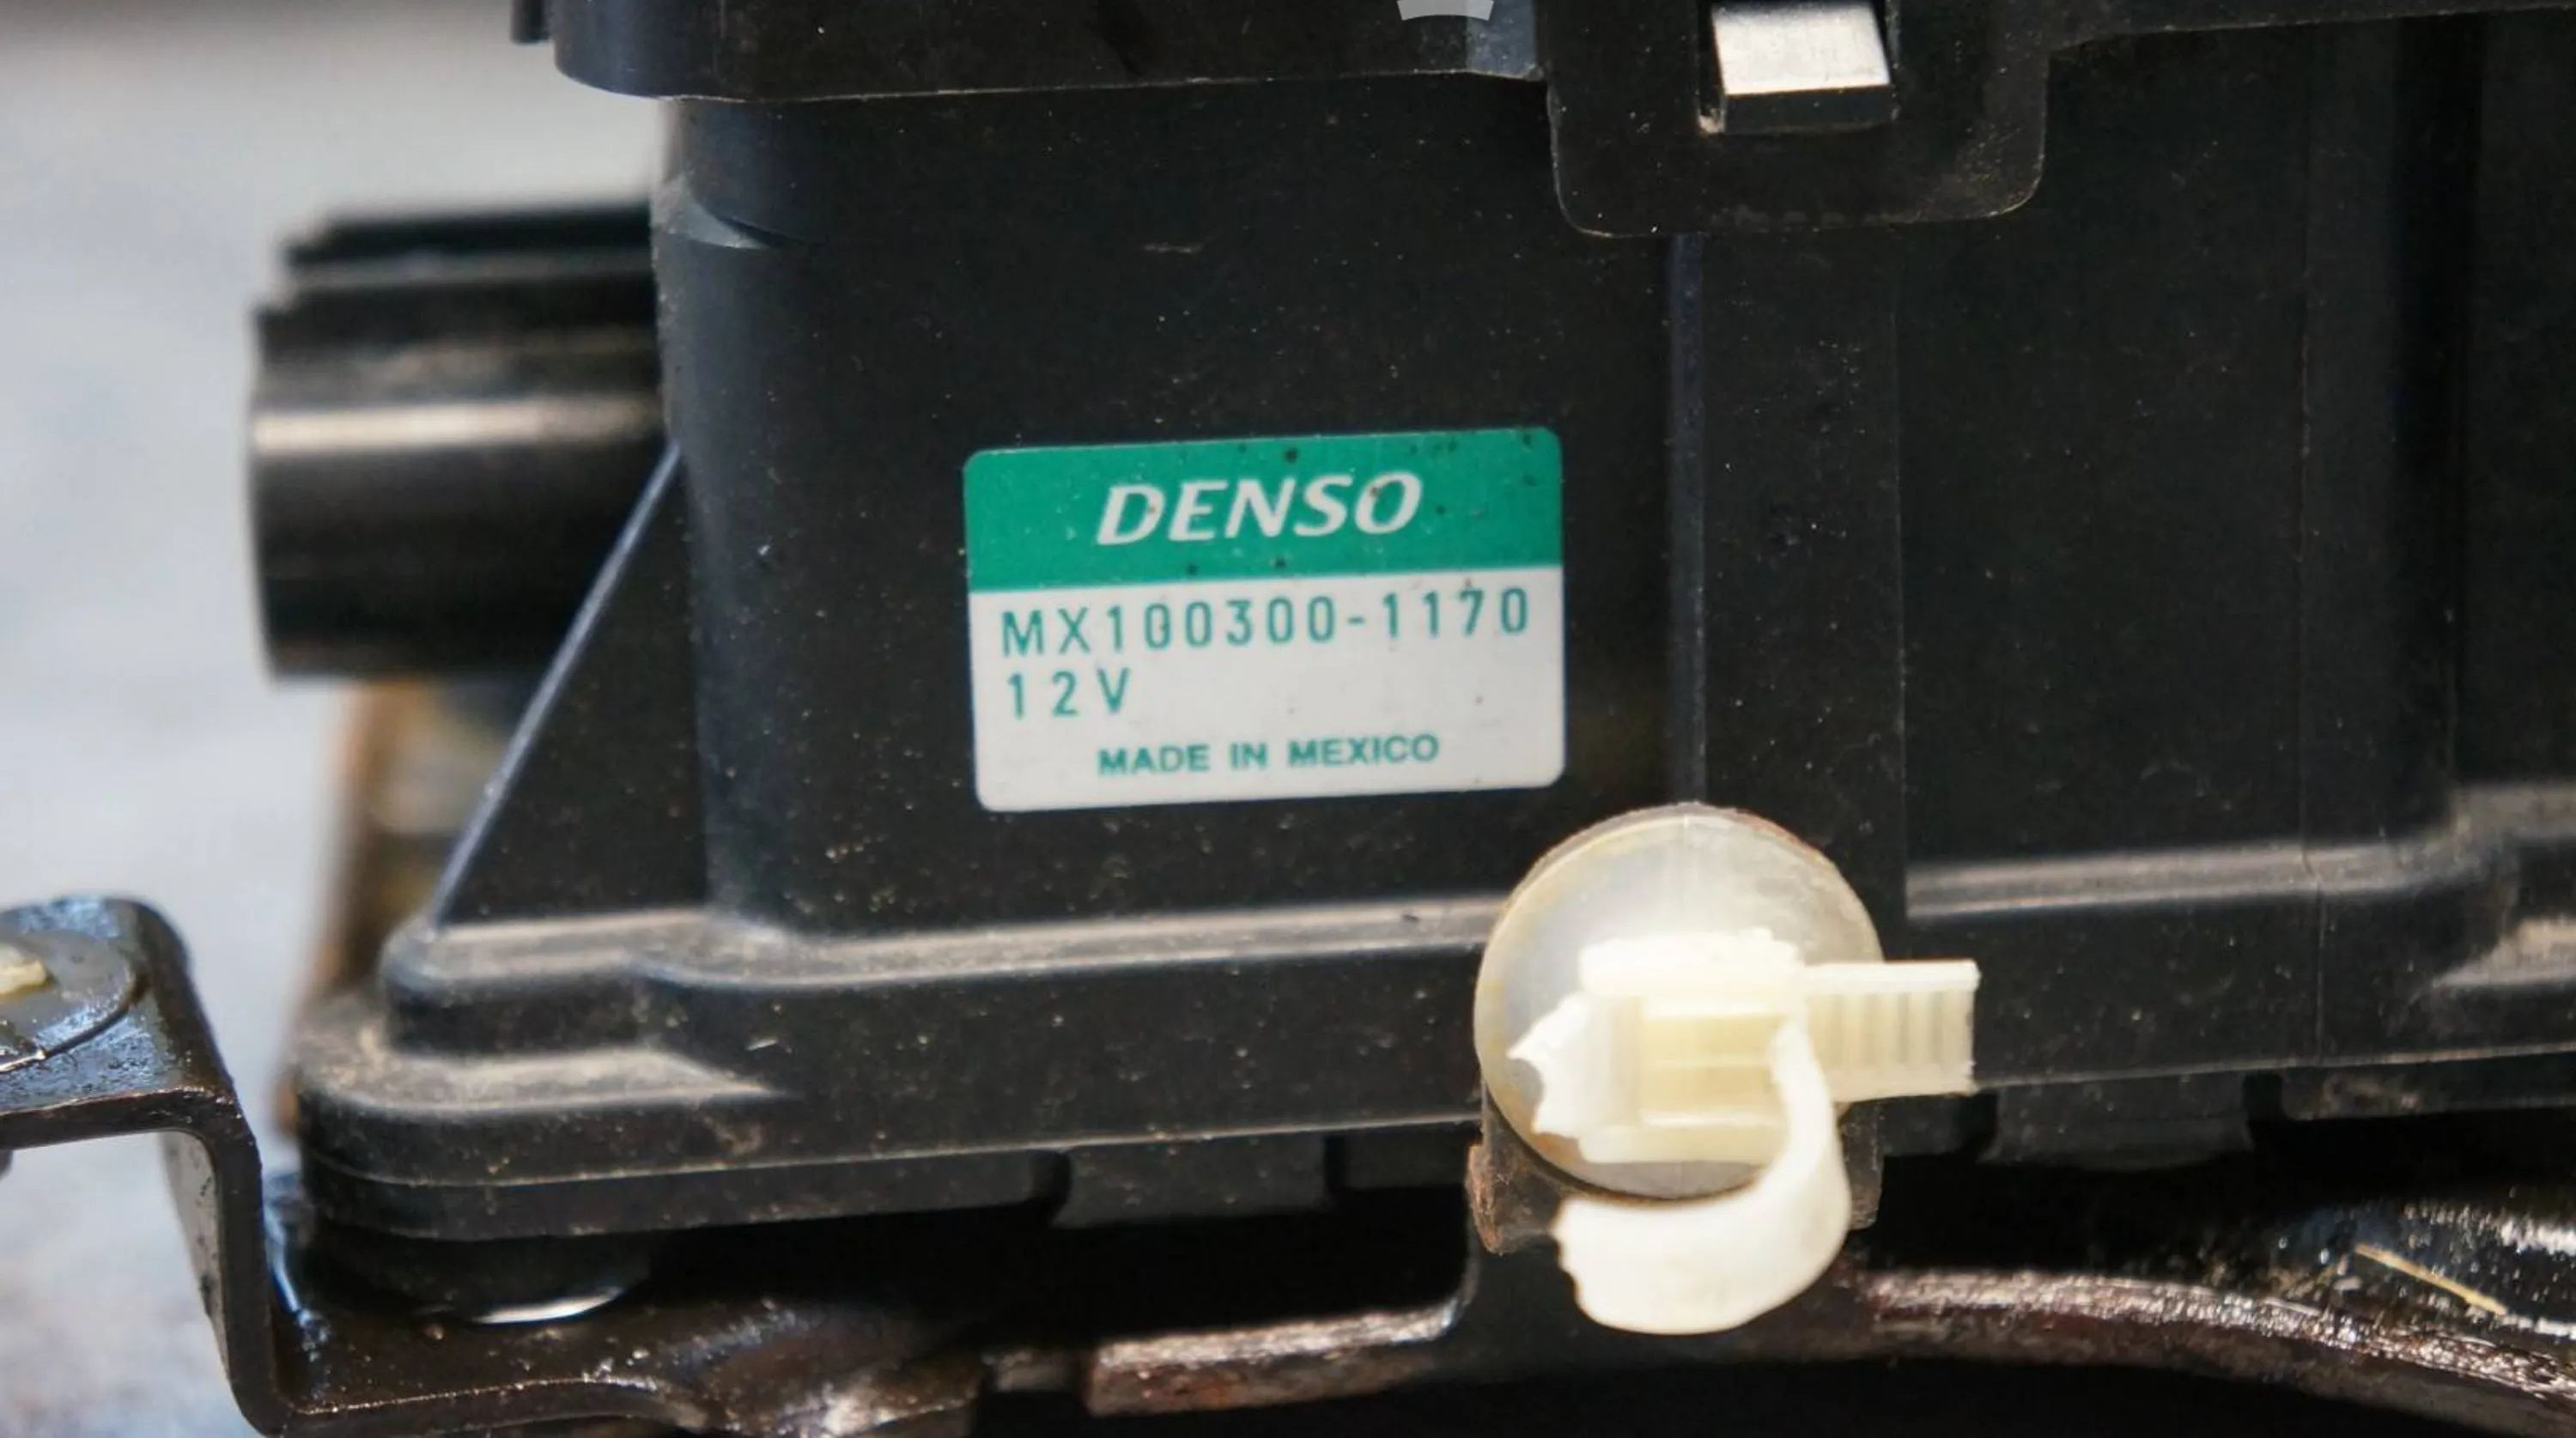 DENSO
MX100300-1170
12V
MADE IN MEXICO